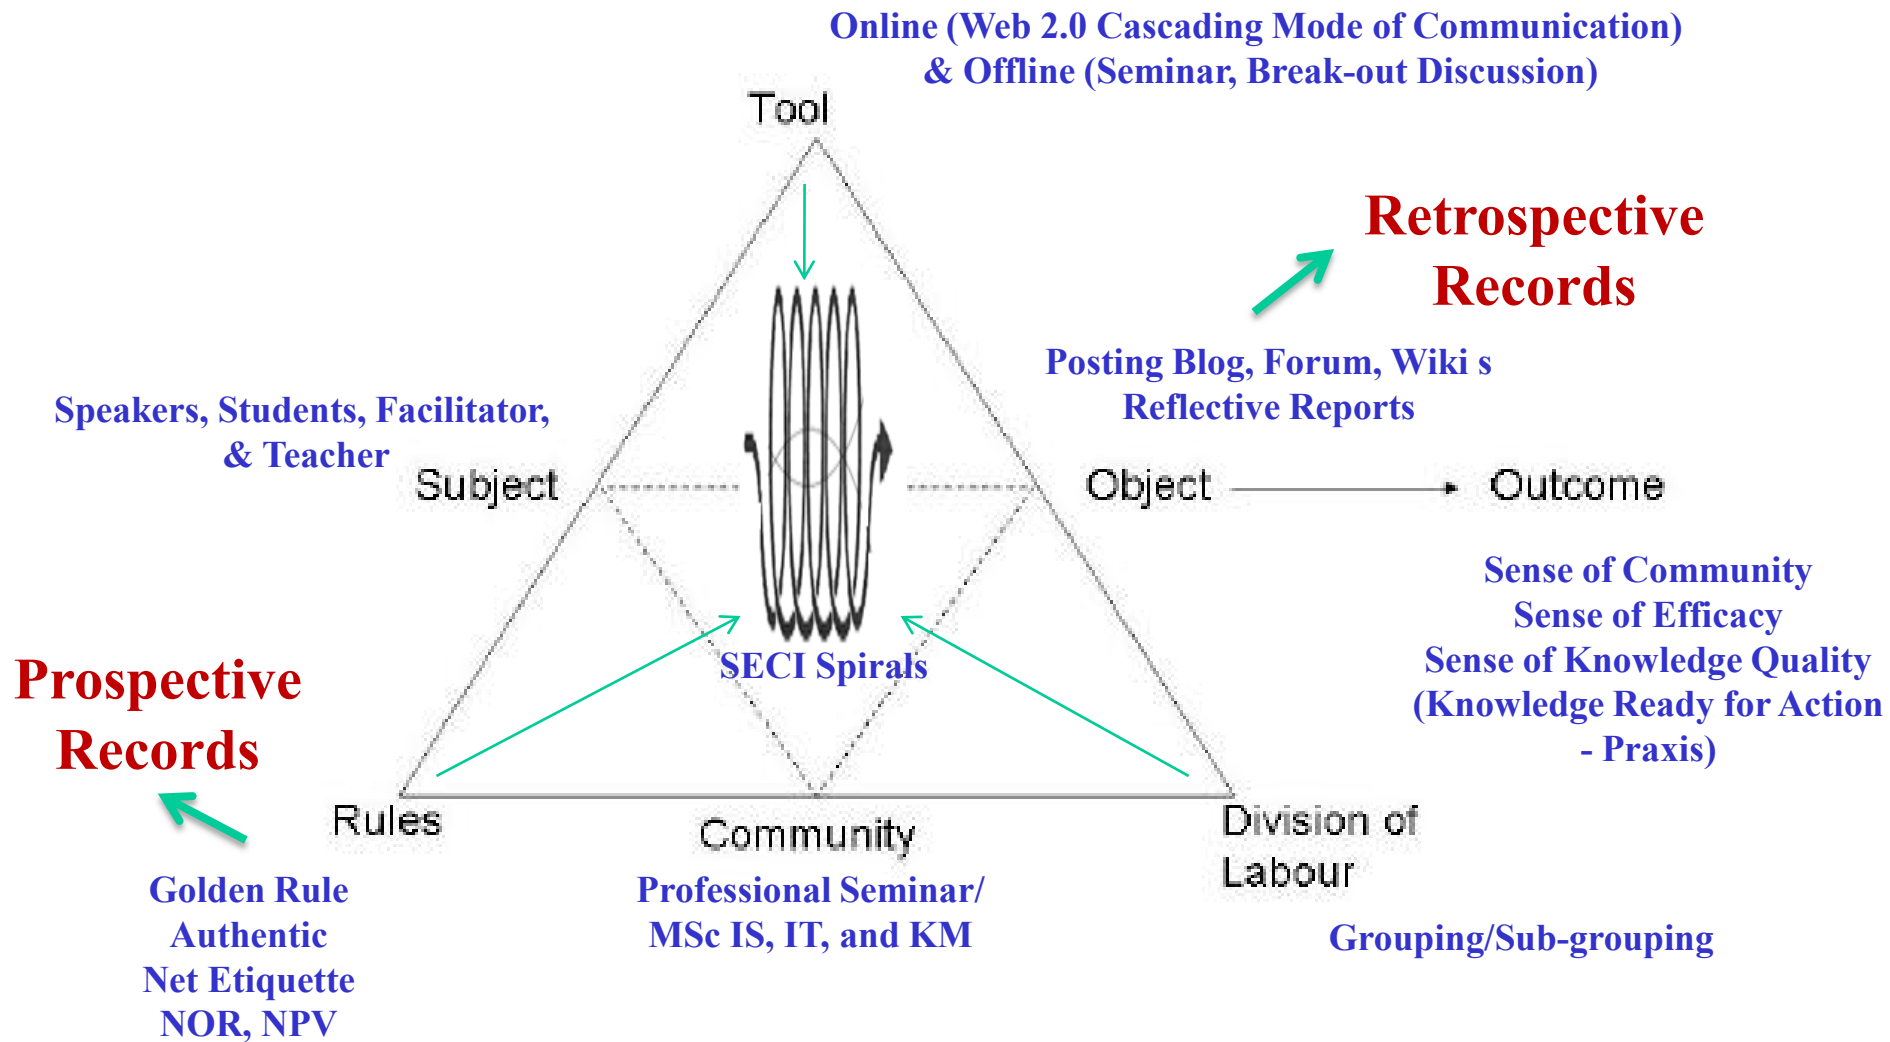 Online (Web 2.0 Cascading Mode of Communication)
& Offline (Seminar, Break-out Discussion)
Tool
Retrospective
Records
Posting Blog, Forum, Wiki s
Reflective Reports
Speakers, Students, Facilitator,
& Teacher
Subject
Object
Outcome
Sense of Community
Sense of Efficacy
Sense of Knowledge Quality
(Knowledge Ready for Action
- Praxis)
SECI Spirals
Prospective
Records
Rules
Community
Division of
Labour
Golden Rule
Authentic
Net Etiquette
NOR, NPV
Professional Seminar/
MSc IS, IT, and KM
Grouping/Sub-grouping